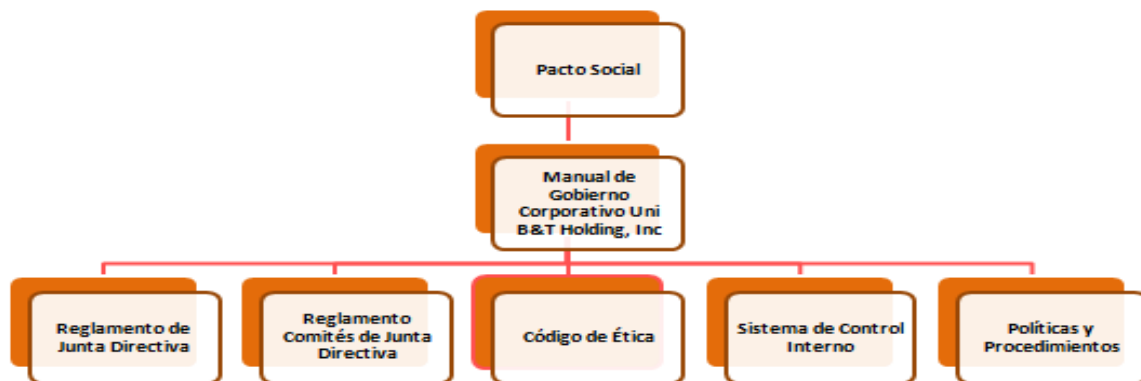 Pacto Social
Manual de
Gobierno
Corporativo Uni
B&T Holding, Inc
Reglamento de
Junta Directiva
Reglamento
Comités de Junta
Directiva
Código de Ética
Sistema de Control
Interno
Políticas y
Procedimientos